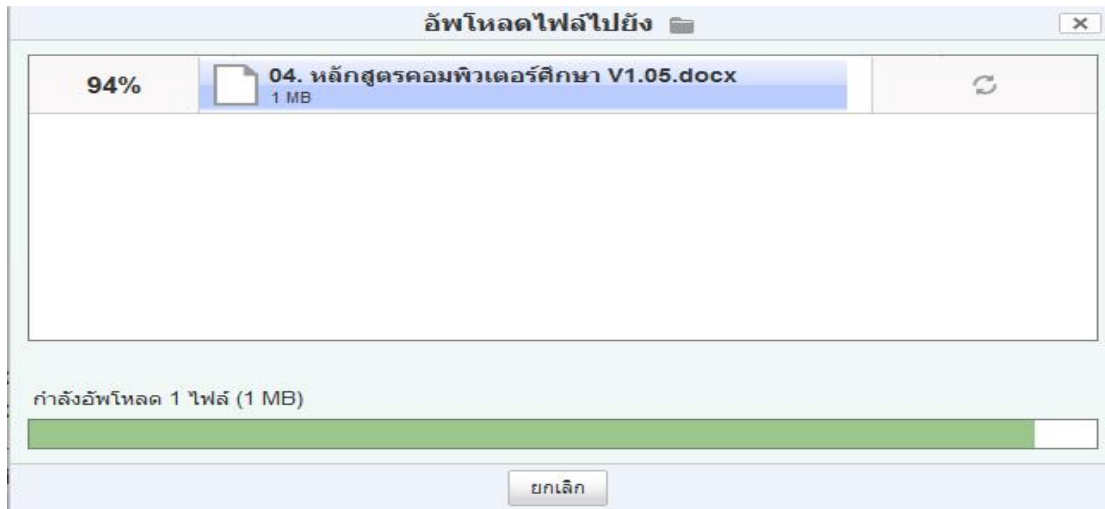 อัพโหลดไฟล์ไปยัง
94%
04. หลักสูตรคอมพิวเตอร์ศึกษา V1.05.docx
1 MB
กำลังอัพโหลด 1 ไฟล์ (1 MB)
ยกเลิก